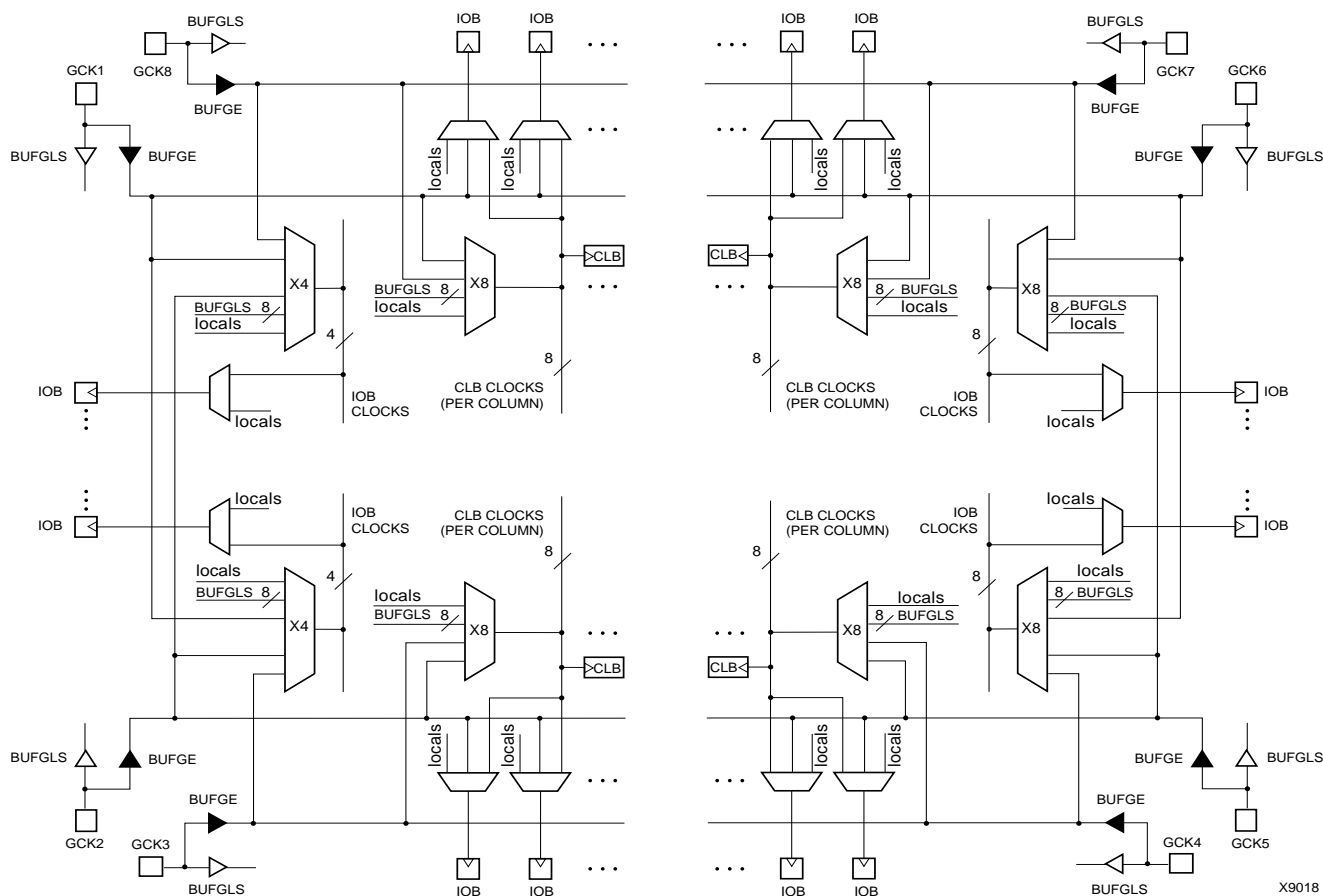 BUFGLS
IOB
IOB
IOB
IOB
BUFGLS
GCK8
GCK7
GCK1
GCK6
BUFGE
BUFGE
BUFGLS
BUFGE
BUFGE
BUFGLS
locals
locals
locals
locals
CLB
CLB
X4
X8
X8
X8
BUFGLS 8
BUFGLS 8
8 BUFGLS
8 BUFGLS
locals
locals
locals
locals
4
8
8
8
IOB
IOB
CLOCKS
CLB CLOCKS
(PER COLUMN)
CLB CLOCKS
(PER COLUMN)
IOB
CLOCKS
IOB
locals
locals
locals
locals
IOB
IOB
CLOCKS
CLB CLOCKS
(PER COLUMN)
CLB CLOCKS
(PER COLUMN)
IOB
CLOCKS
IOB
8
8
locals
4
8
locals
BUFGLS 8
locals
locals
8 BUFGLS
BUFGLS 8
8 BUFGLS
X4
X8
X8
X8
CLB
CLB
locals
locals
locals
locals
BUFGLS
BUFGE
BUFGE
BUFGLS
BUFGE
BUFGE
GCK2
GCK3
GCK4
GCK5
BUFGLS
IOB
IOB
IOB
IOB
BUFGLS
X9018